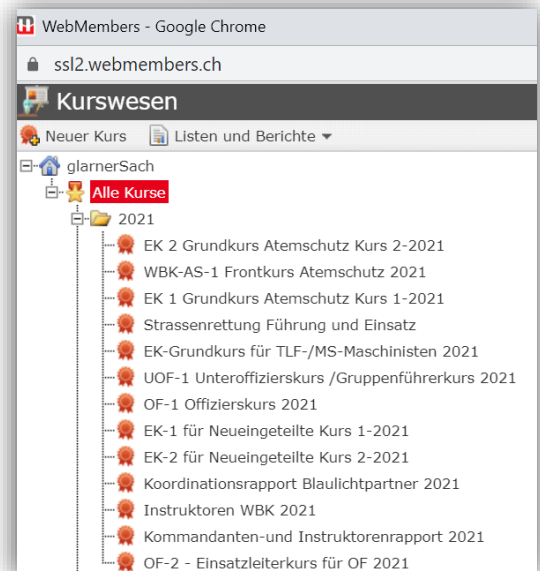 WebMembers - Google Chrome
ssl2.webmembers.ch
Kurswesen
Neuer Kurs Listen und Berichte
glarnerSach
Alle Kurse
2021
EK 2 Grundkurs Atemschutz Kurs 2-2021
WBK-AS-1 Frontkurs Atemschutz 2021
EK 1 Grundkurs Atemschutz Kurs 1-2021
Strassenrettung Führung und Einsatz
EK-Grundkurs für TLF-/MS-Maschinisten 2021
UOF-1 Unteroffizierskurs /Gruppenführerkurs 2021
OF-1 Offizierskurs 2021
EK-1 für Neueingeteilte Kurs 1-2021
EK-2 für Neueingeteilte Kurs 2-2021
Koordinationsrapport Blaulichtpartner 2021
Instruktoren WBK 2021
Kommandanten-und Instruktorenrapport 2021
OF-2 - Einsatzleiterkurs für OF 2021